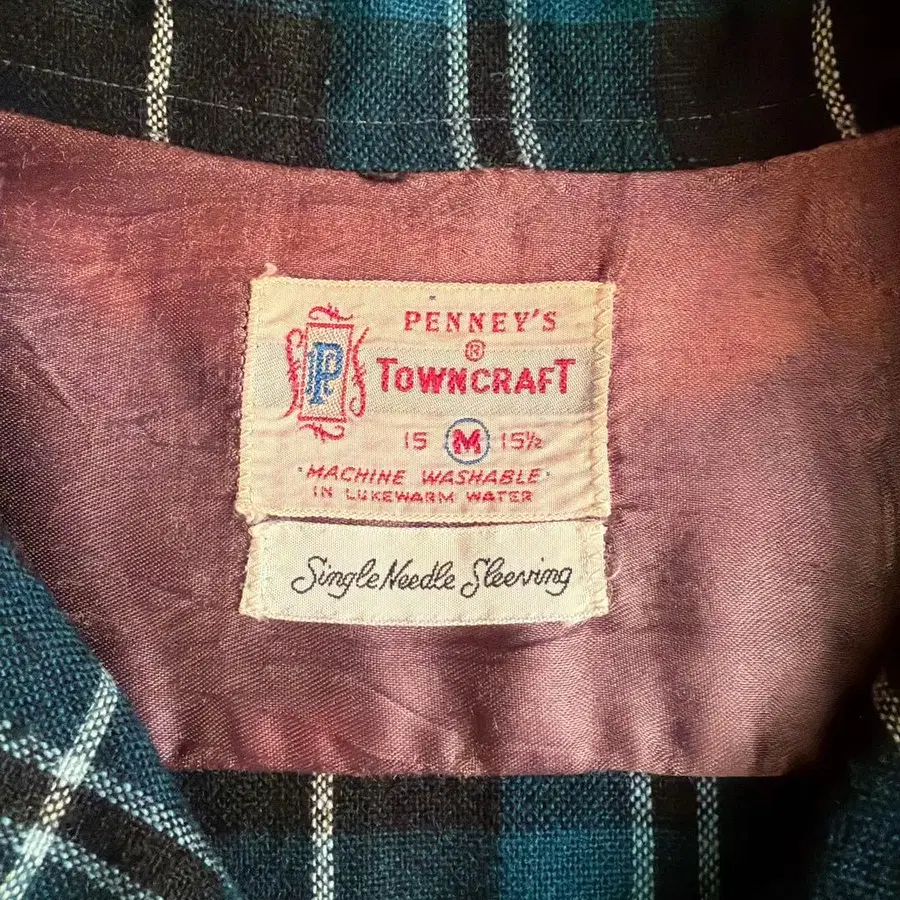 PENNEY'S
®
P TOWNCRAFT
15 M 15½
·MACHINE WASHABLE·
IN LUKEWARM WATER
Single Needle Sleeving